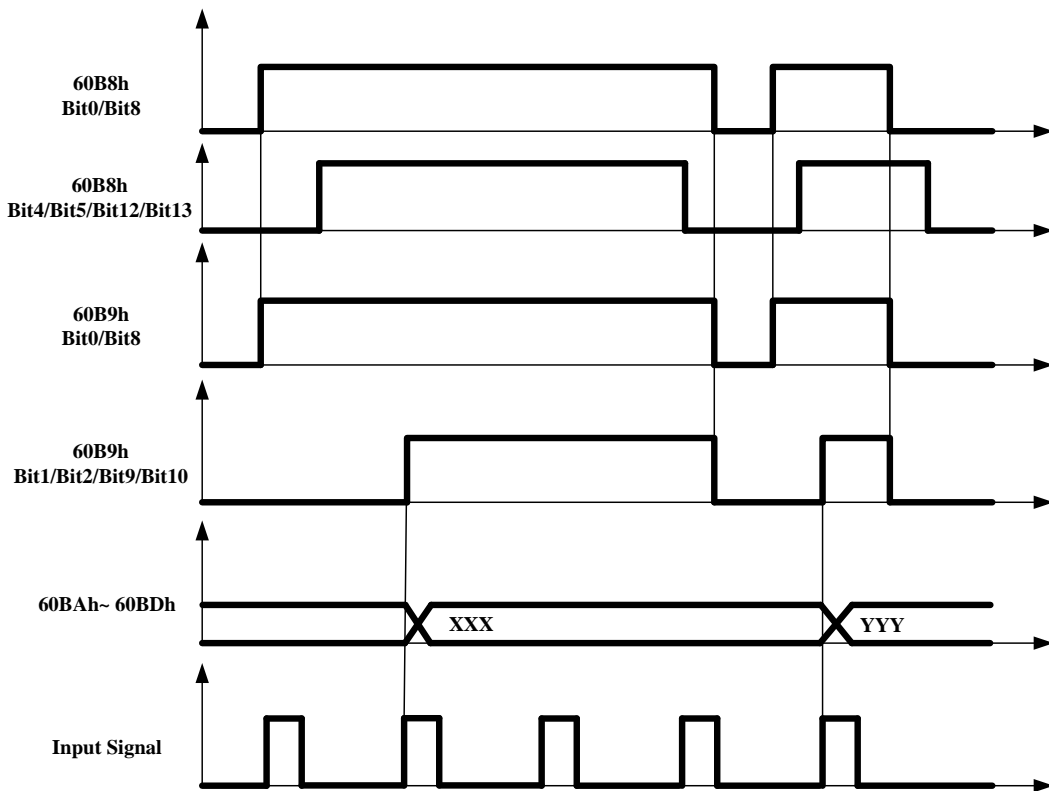 60B8h
Bit0/Bit8
60B8h
Bit4/Bit5/Bit12/Bit13
60B9h
Bit0/Bit8
60B9h
Bit1/Bit2/Bit9/Bit10
60BAh~ 60BDh
XXX
YYY
Input Signal